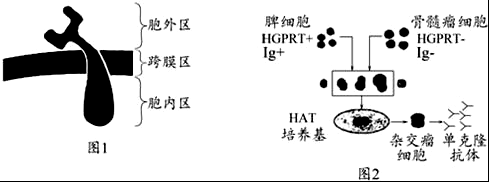 胞外区
跨膜区
胞内区
图1
脾细胞
HGPRT+
Ig+
骨髓瘤细胞
HGPRT-
Ig-
HAT
培养基
杂交瘤
细胞
单克隆
抗体
图2